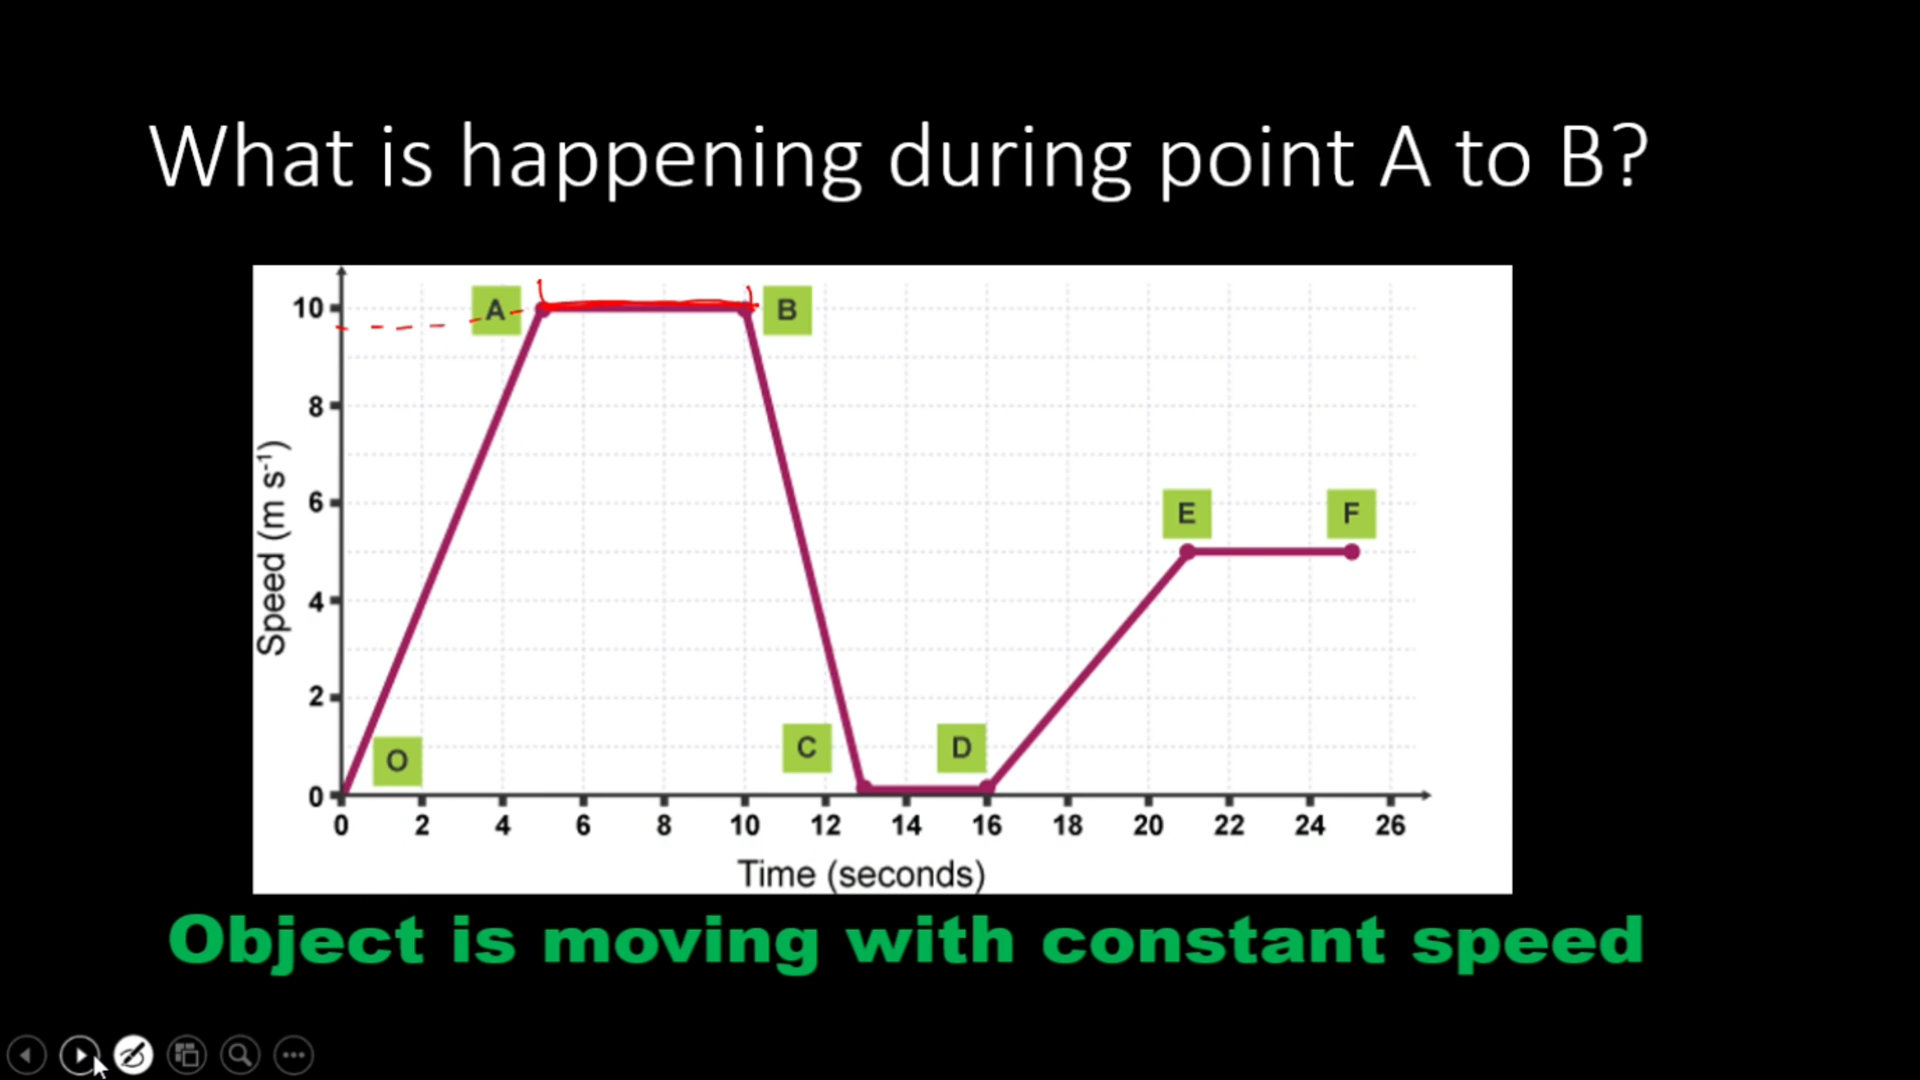 What is happening during point A to B?
10
A
B
8
6
E
F
4
2
C
D
O
0
0 2 4 6 8 10 12 14 16 18 20 22 24 26
Speed (m s⁻¹)
Time (seconds)
Object is moving with constant speed